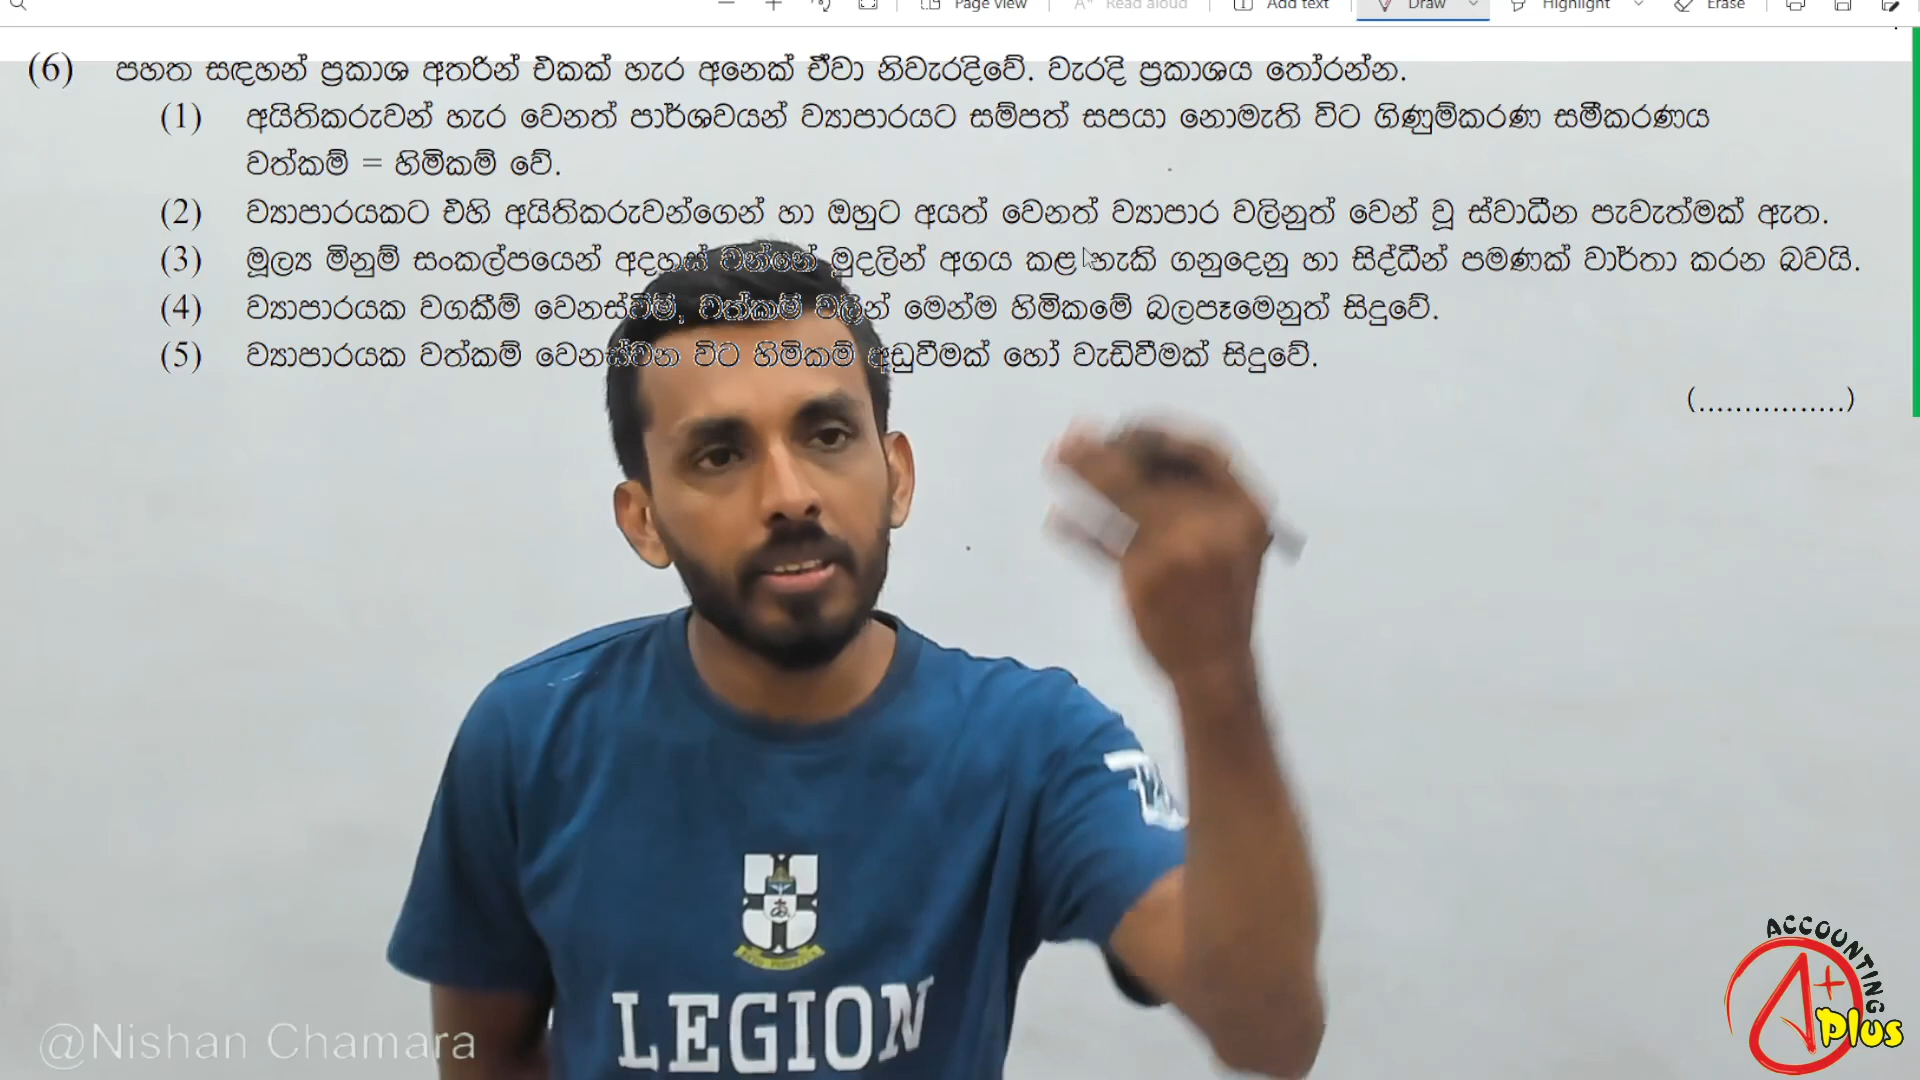 Page view
Read aloud
Add text
Draw
Highlight
Erase
(6) පහත සඳහන් ප්‍රකාශ අතරින් එකක් හැර අනෙක් ඒවා නිවැරදිවේ. වැරදි ප්‍රකාශය තෝරන්න.
(1) අයිතිකරුවන් හැර වෙනත් පාර්ශවයන් ව්‍යාපාරයට සම්පත් සපයා නොමැති විට ගිණුම්කරණ සමීකරණය
වත්කම් = හිමිකම් වේ.
(2) ව්‍යාපාරයකට එහි අයිතිකරුවන්ගෙන් හා ඔහුට අයත් වෙනත් ව්‍යාපාර වලිනුත් වෙන් වූ ස්වාධීන පැවැත්මක් ඇත.
(3) මූල්‍ය මිනුම් සංකල්පයෙන් අදහස් වන්නේ මුදලින් අගය කළ හැකි ගනුදෙනු හා සිද්ධීන් පමණක් වාර්තා කරන බවයි.
(4) ව්‍යාපාරයක වගකීම් වෙනස්වීම්, වත්කම් වලින් මෙන්ම හිමිකමේ බලපෑමෙනුත් සිදුවේ.
(5) ව්‍යාපාරයක වත්කම් වෙනස්වන විට හිමිකම් අඩුවීමක් හෝ වැඩිවීමක් සිදුවේ.
(................)
LEGION
@Nishan Chamara
ACCOUNTING
A+
Plus